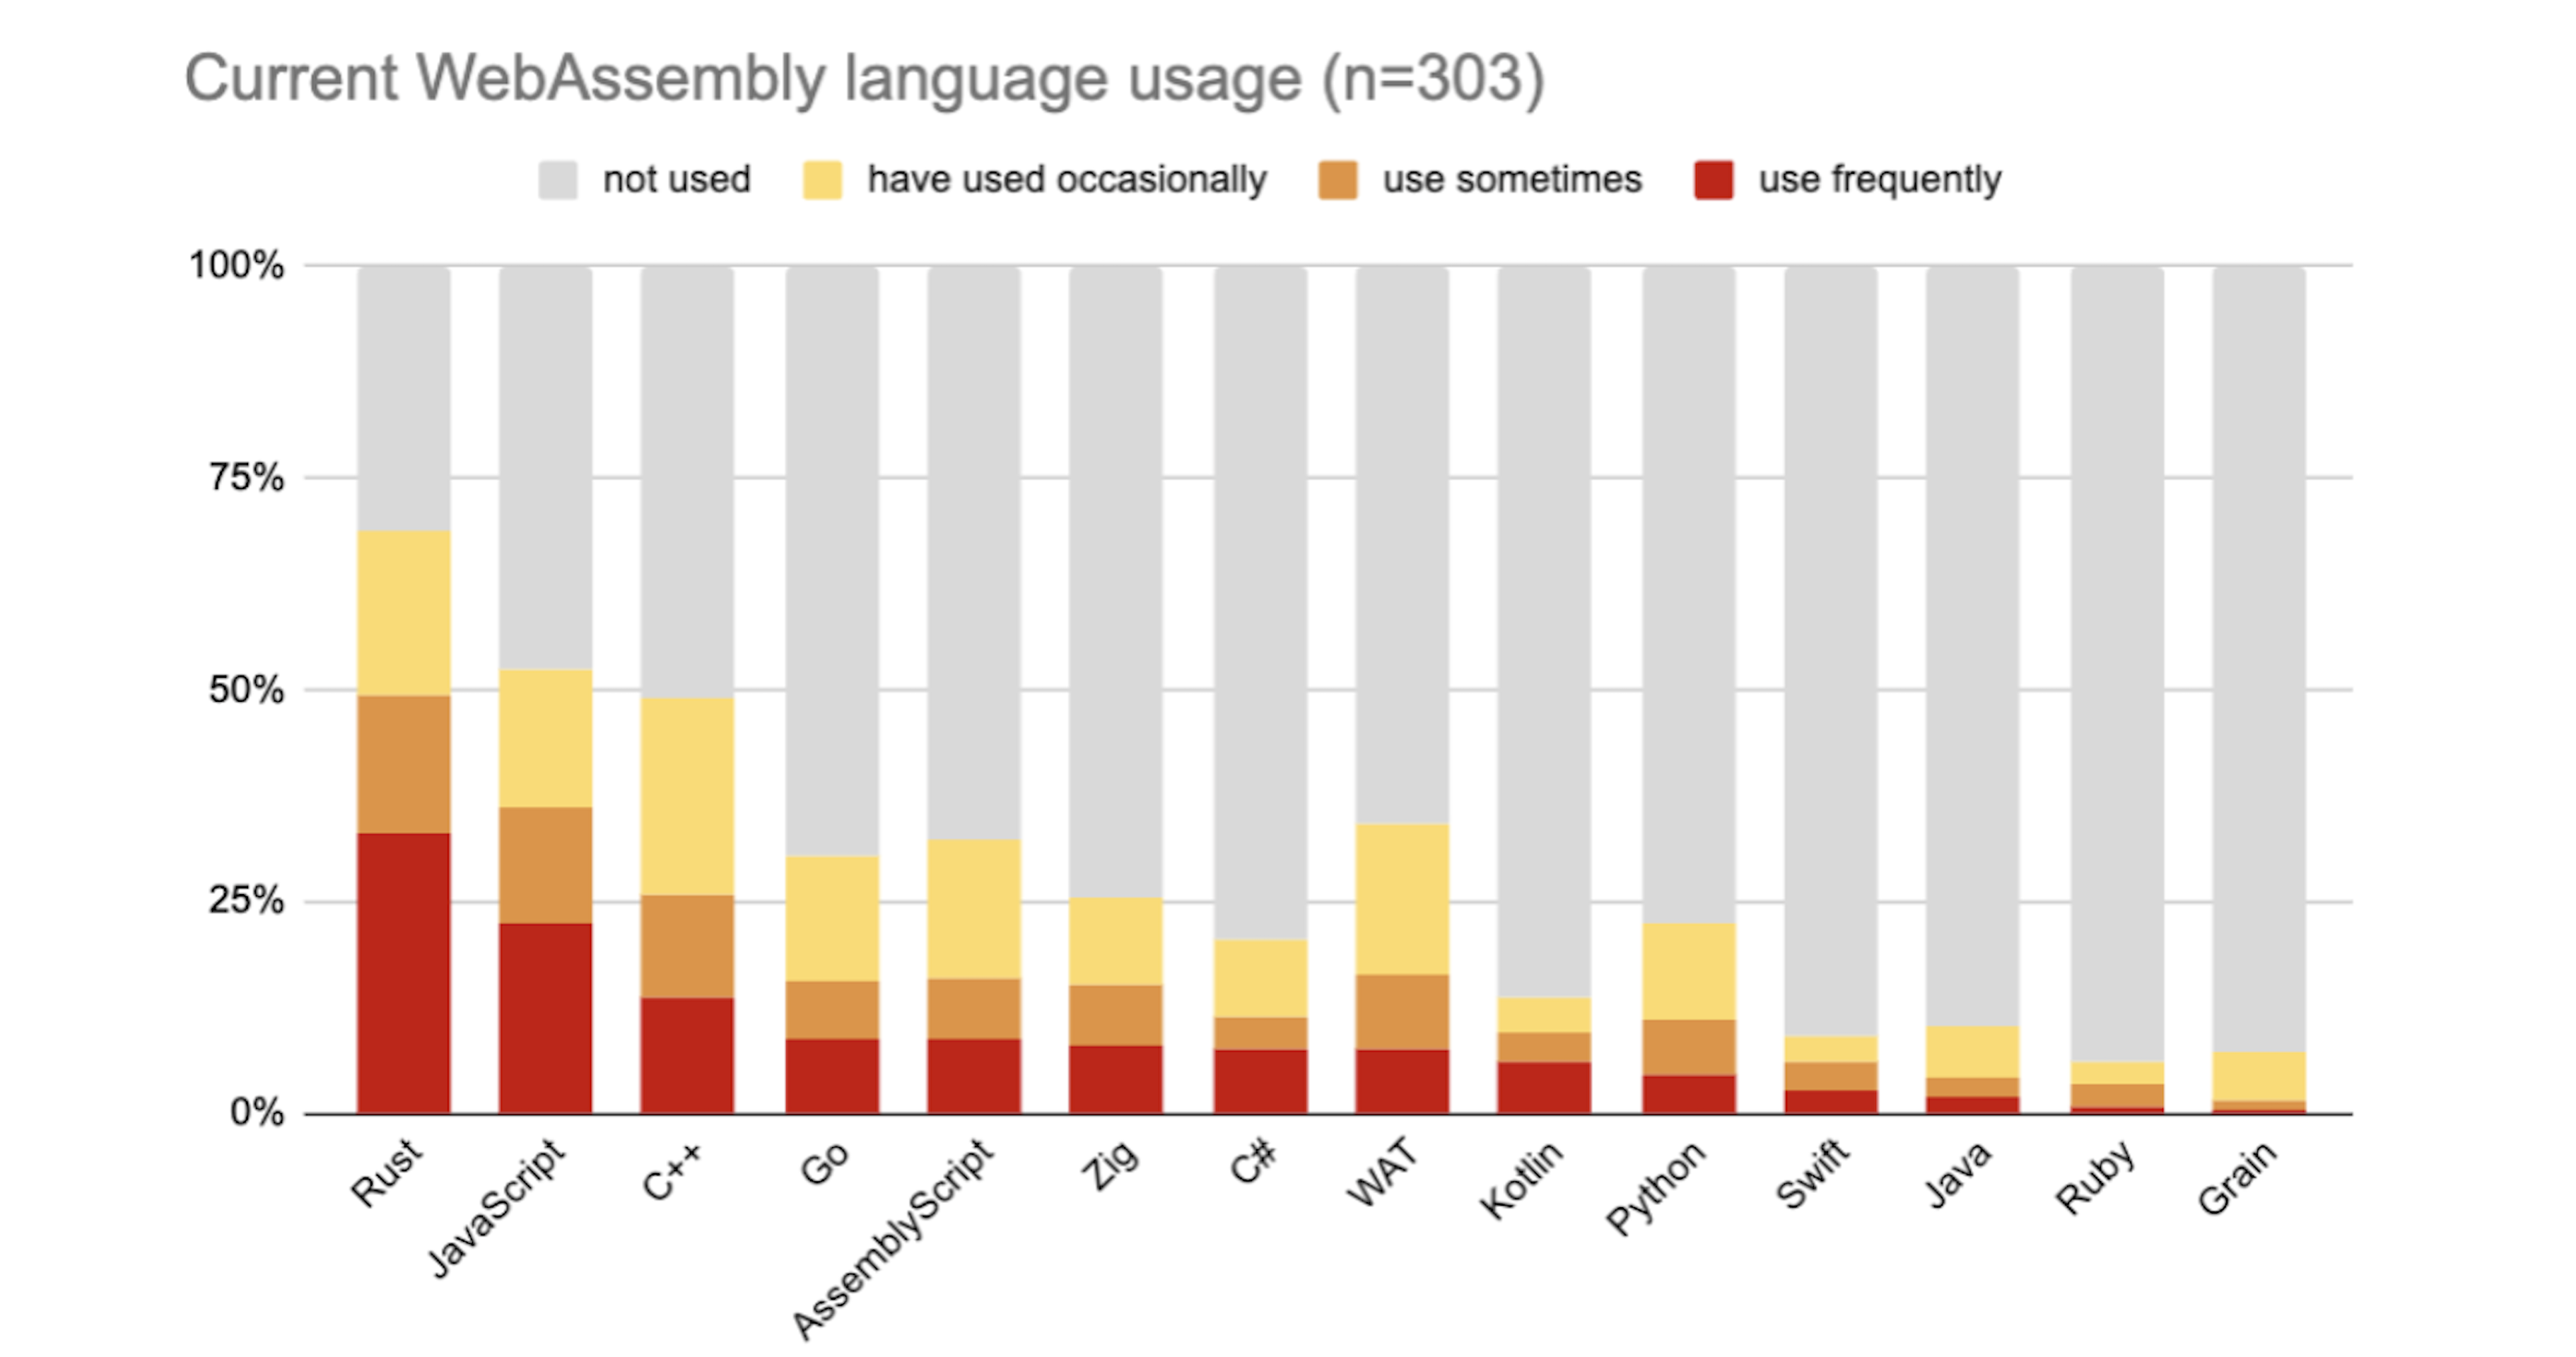 Current WebAssembly language usage (n=303)
not used have used occasionally use sometimes use frequently
100%
75%
50%
25%
0%
Rust JavaScript C++ Go AssemblyScript Zig C# WAT Kotlin Python Swift Java Ruby Grain